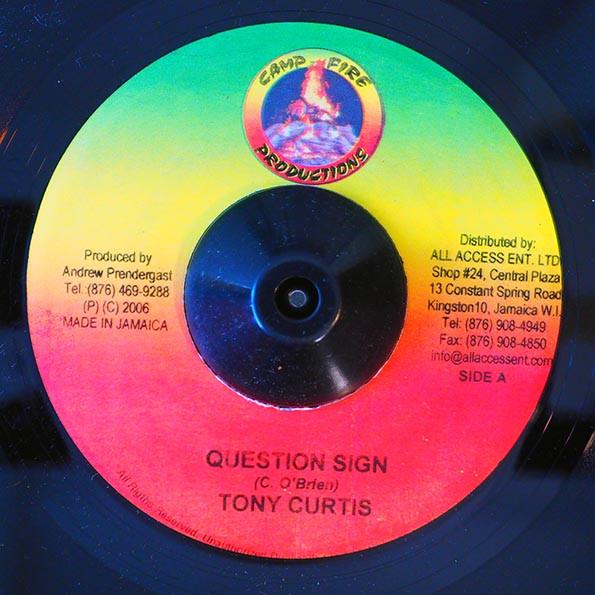 CAMP FIRE
PRODUCTIONS
Produced by
Andrew Prendergast
Tel:(876) 469-9288
(P) (C) 2006
MADE IN JAMAICA
Distributed by:
ALL ACCESS ENT. LTD
Shop #24, Central Plaza
13 Constant Spring Road
Kingston10, Jamaica W.I.
Tel: (876) 908-4949
Fax: (876) 908-4850
info@allaccessent.com
SIDE A
QUESTION SIGN
(C. O'Brien)
TONY CURTIS
All Rights Reserved. Unauthorized